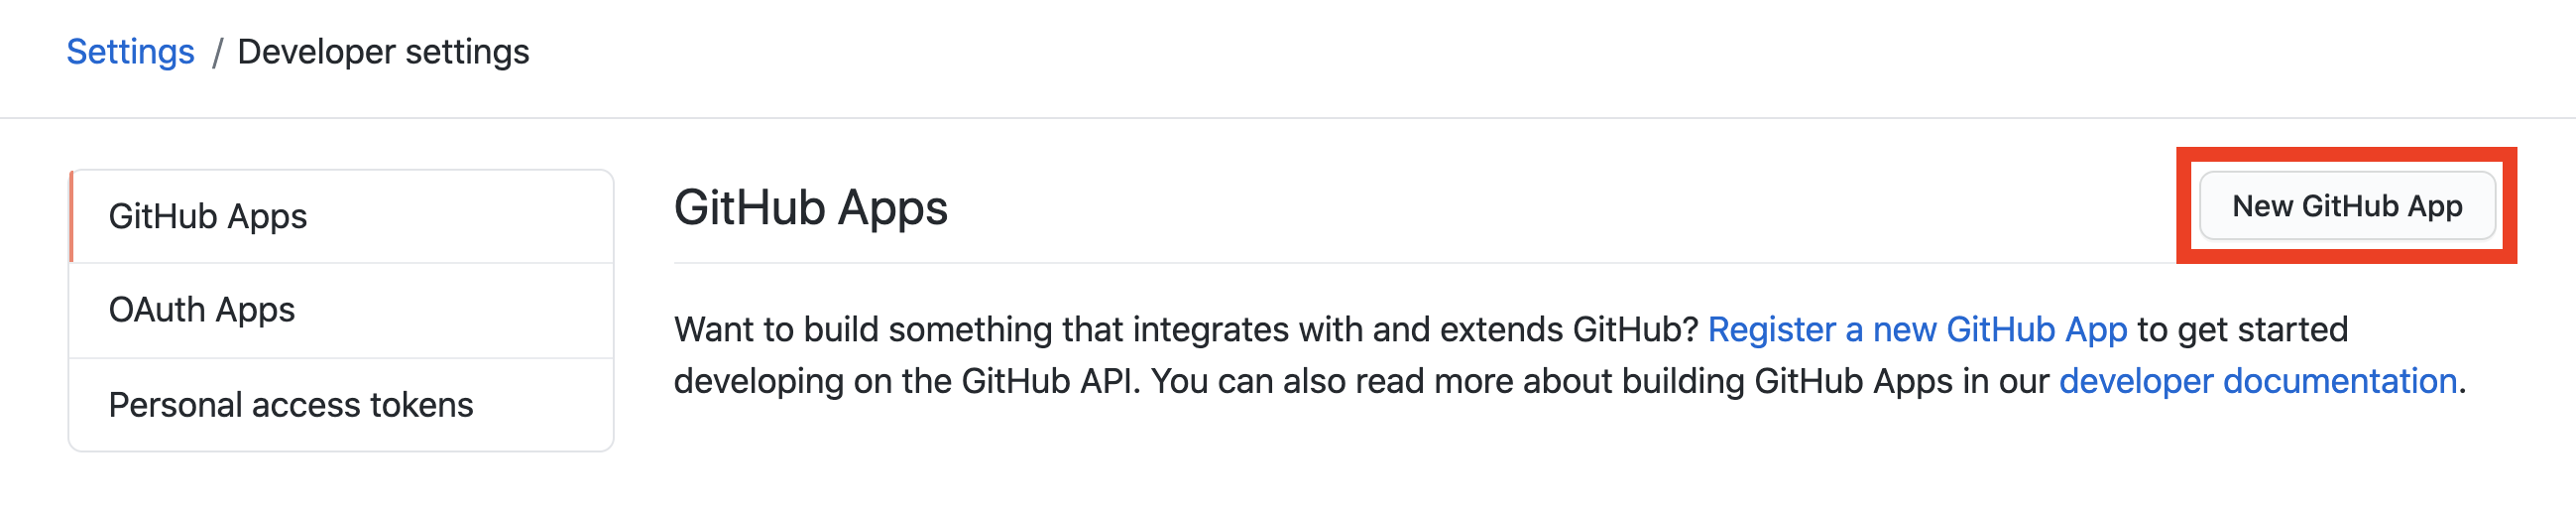 Settings / Developer settings
GitHub Apps
OAuth Apps
Personal access tokens
GitHub Apps
New GitHub App
Want to build something that integrates with and extends GitHub? Register a new GitHub App to get started
developing on the GitHub API. You can also read more about building GitHub Apps in our developer documentation.